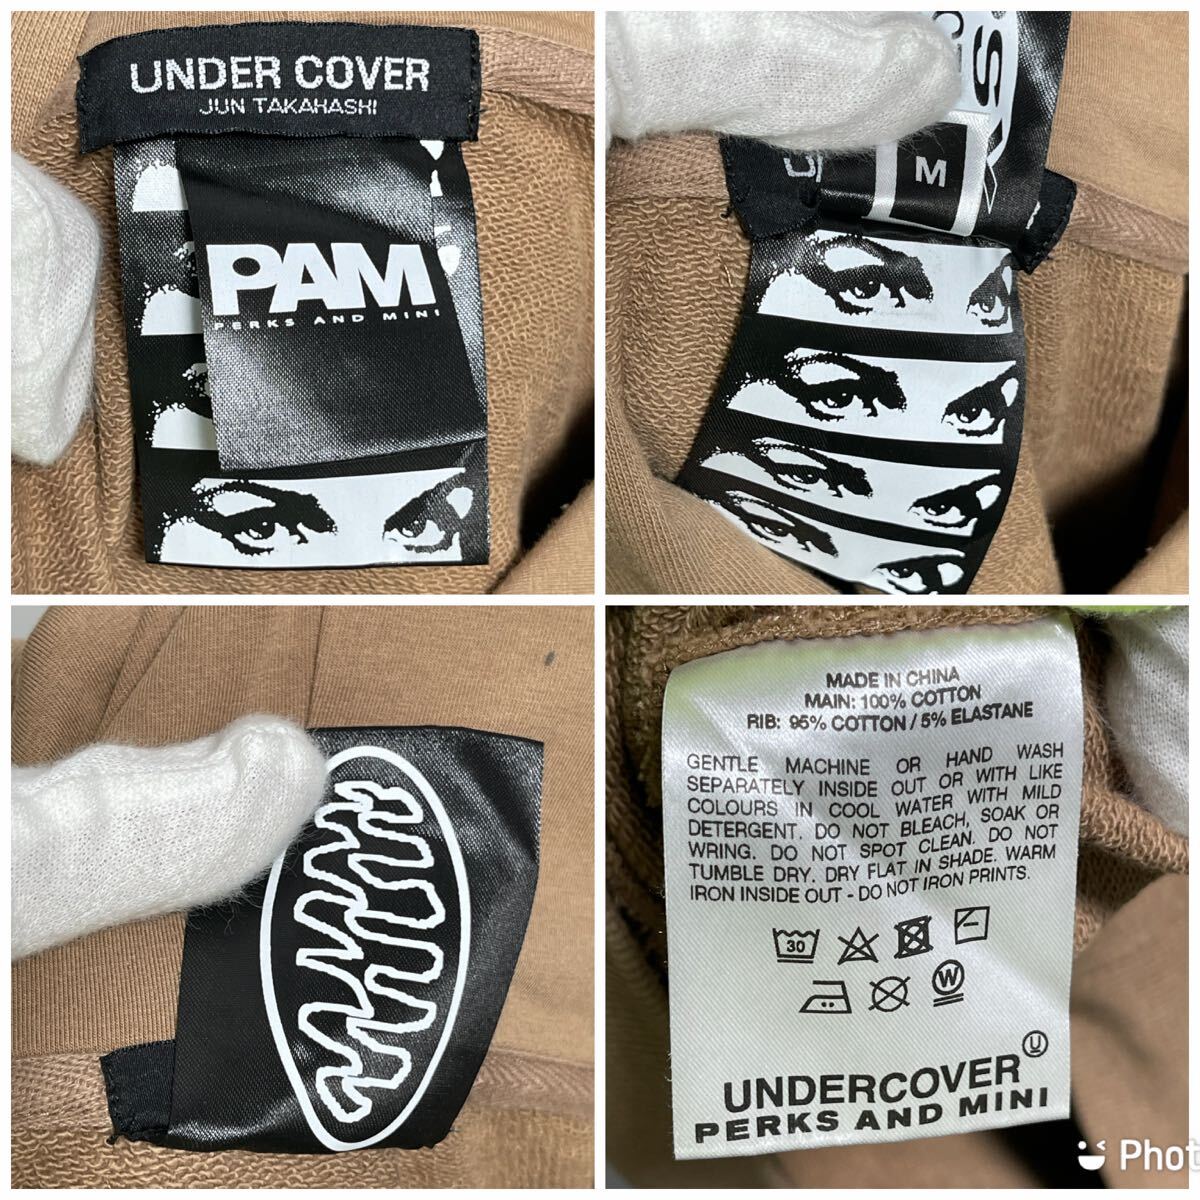 UNDER COVER
JUN TAKAHASHI
PAM
PERKS AND MINI
M
MADE IN CHINA
MAIN: 100% COTTON
RIB: 95% COTTON / 5% ELASTANE
GENTLE MACHINE OR HAND WASH
SEPARATELY INSIDE OUT OR WITH LIKE
COLOURS IN COOL WATER WITH MILD
DETERGENT. DO NOT BLEACH, SOAK OR
WRING. DO NOT SPOT CLEAN. DO NOT
TUMBLE DRY. DRY FLAT IN SHADE. WARM
IRON INSIDE OUT - DO NOT IRON PRINTS.
30
W
U
UNDERCOVER
PERKS AND MINI
Phot